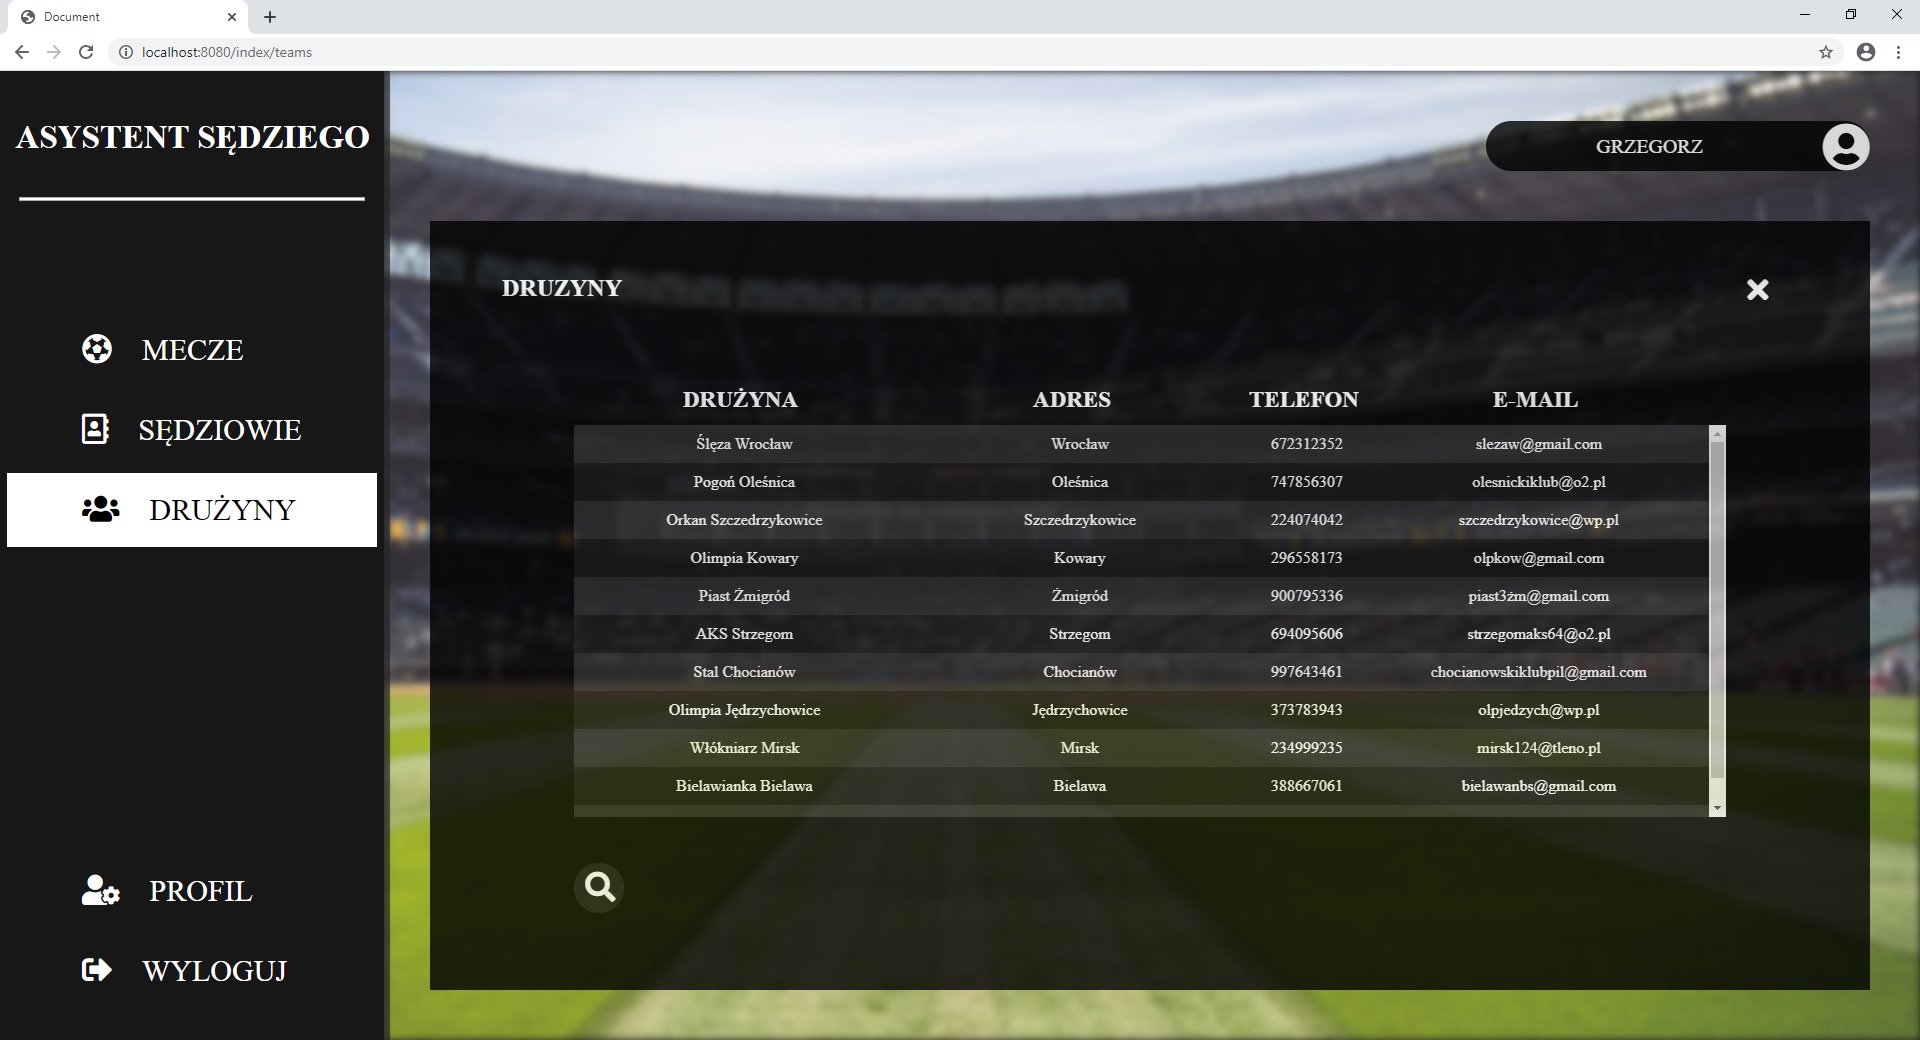 Document
localhost:8080/index/teams
ASYSTENT SĘDZIEGO
GRZEGORZ
MECZE
SĘDZIOWIE
DRUŻYNY
PROFIL
WYLOGUJ
DRUZYNY
DRUŻYNA ADRES TELEFON E-MAIL
Ślęza Wrocław Wrocław 672312352 slezaw@gmail.com
Pogoń Oleśnica Oleśnica 747856307 olesnickiklub@o2.pl
Orkan Szczedrzykowice Szczedrzykowice 224074042 szczedrzykowice@wp.pl
Olimpia Kowary Kowary 296558173 olpkow@gmail.com
Piast Żmigród Żmigród 900795336 piast3żm@gmail.com
AKS Strzegom Strzegom 694095606 strzegomaks64@o2.pl
Stal Chocianów Chocianów 997643461 chocianowskiklubpil@gmail.com
Olimpia Jędrzychowice Jędrzychowice 373783943 olpjedzych@wp.pl
Włókniarz Mirsk Mirsk 234999235 mirsk124@tleno.pl
Bielawianka Bielawa Bielawa 388667061 bielawanbs@gmail.com